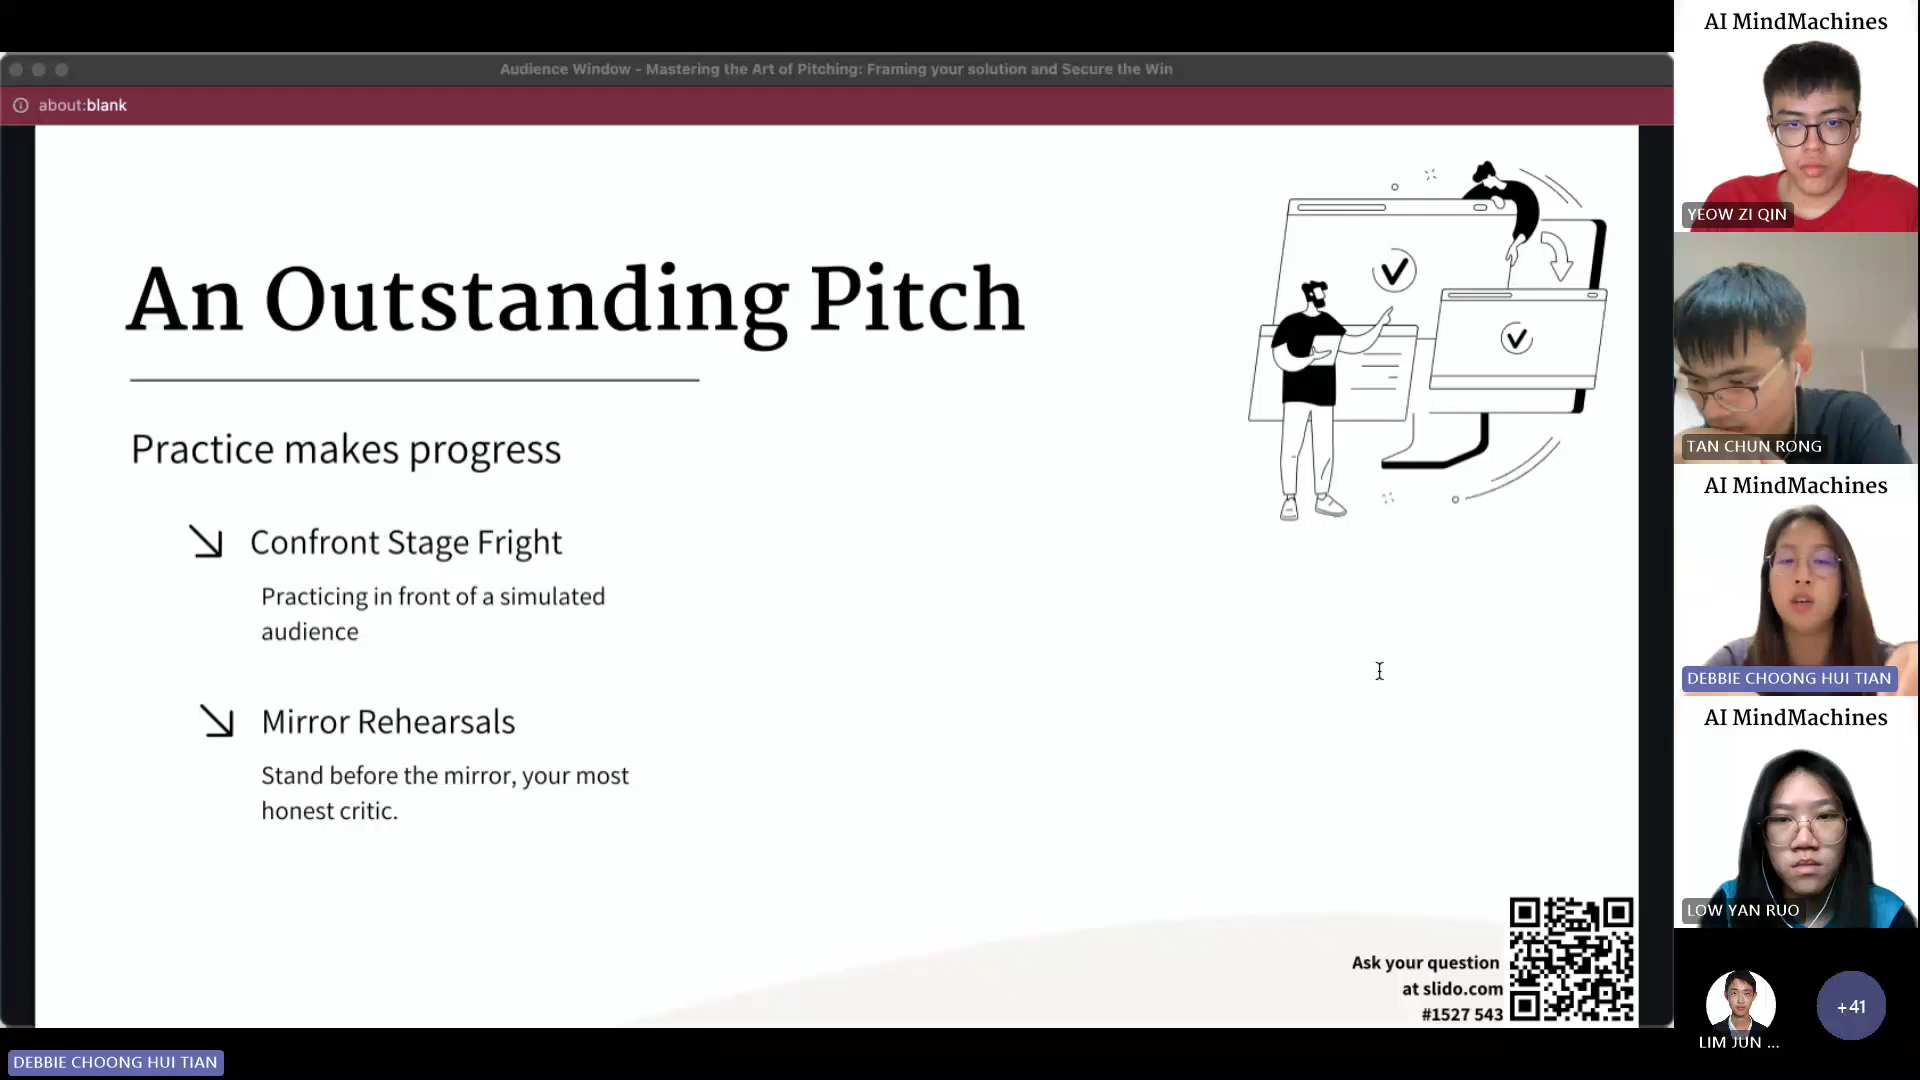 Audience Window - Mastering the Art of Pitching: Framing your solution and Secure the Win
about:blank
An Outstanding Pitch
Practice makes progress
Confront Stage Fright
Practicing in front of a simulated
audience
Mirror Rehearsals
Stand before the mirror, your most
honest critic.
Ask your question
at slido.com
#1527 543
AI MindMachines
YEOW ZI QIN
TAN CHUN RONG
AI MindMachines
DEBBIE CHOONG HUI TIAN
AI MindMachines
LOW YAN RUO
LIM JUN ...
+41
DEBBIE CHOONG HUI TIAN